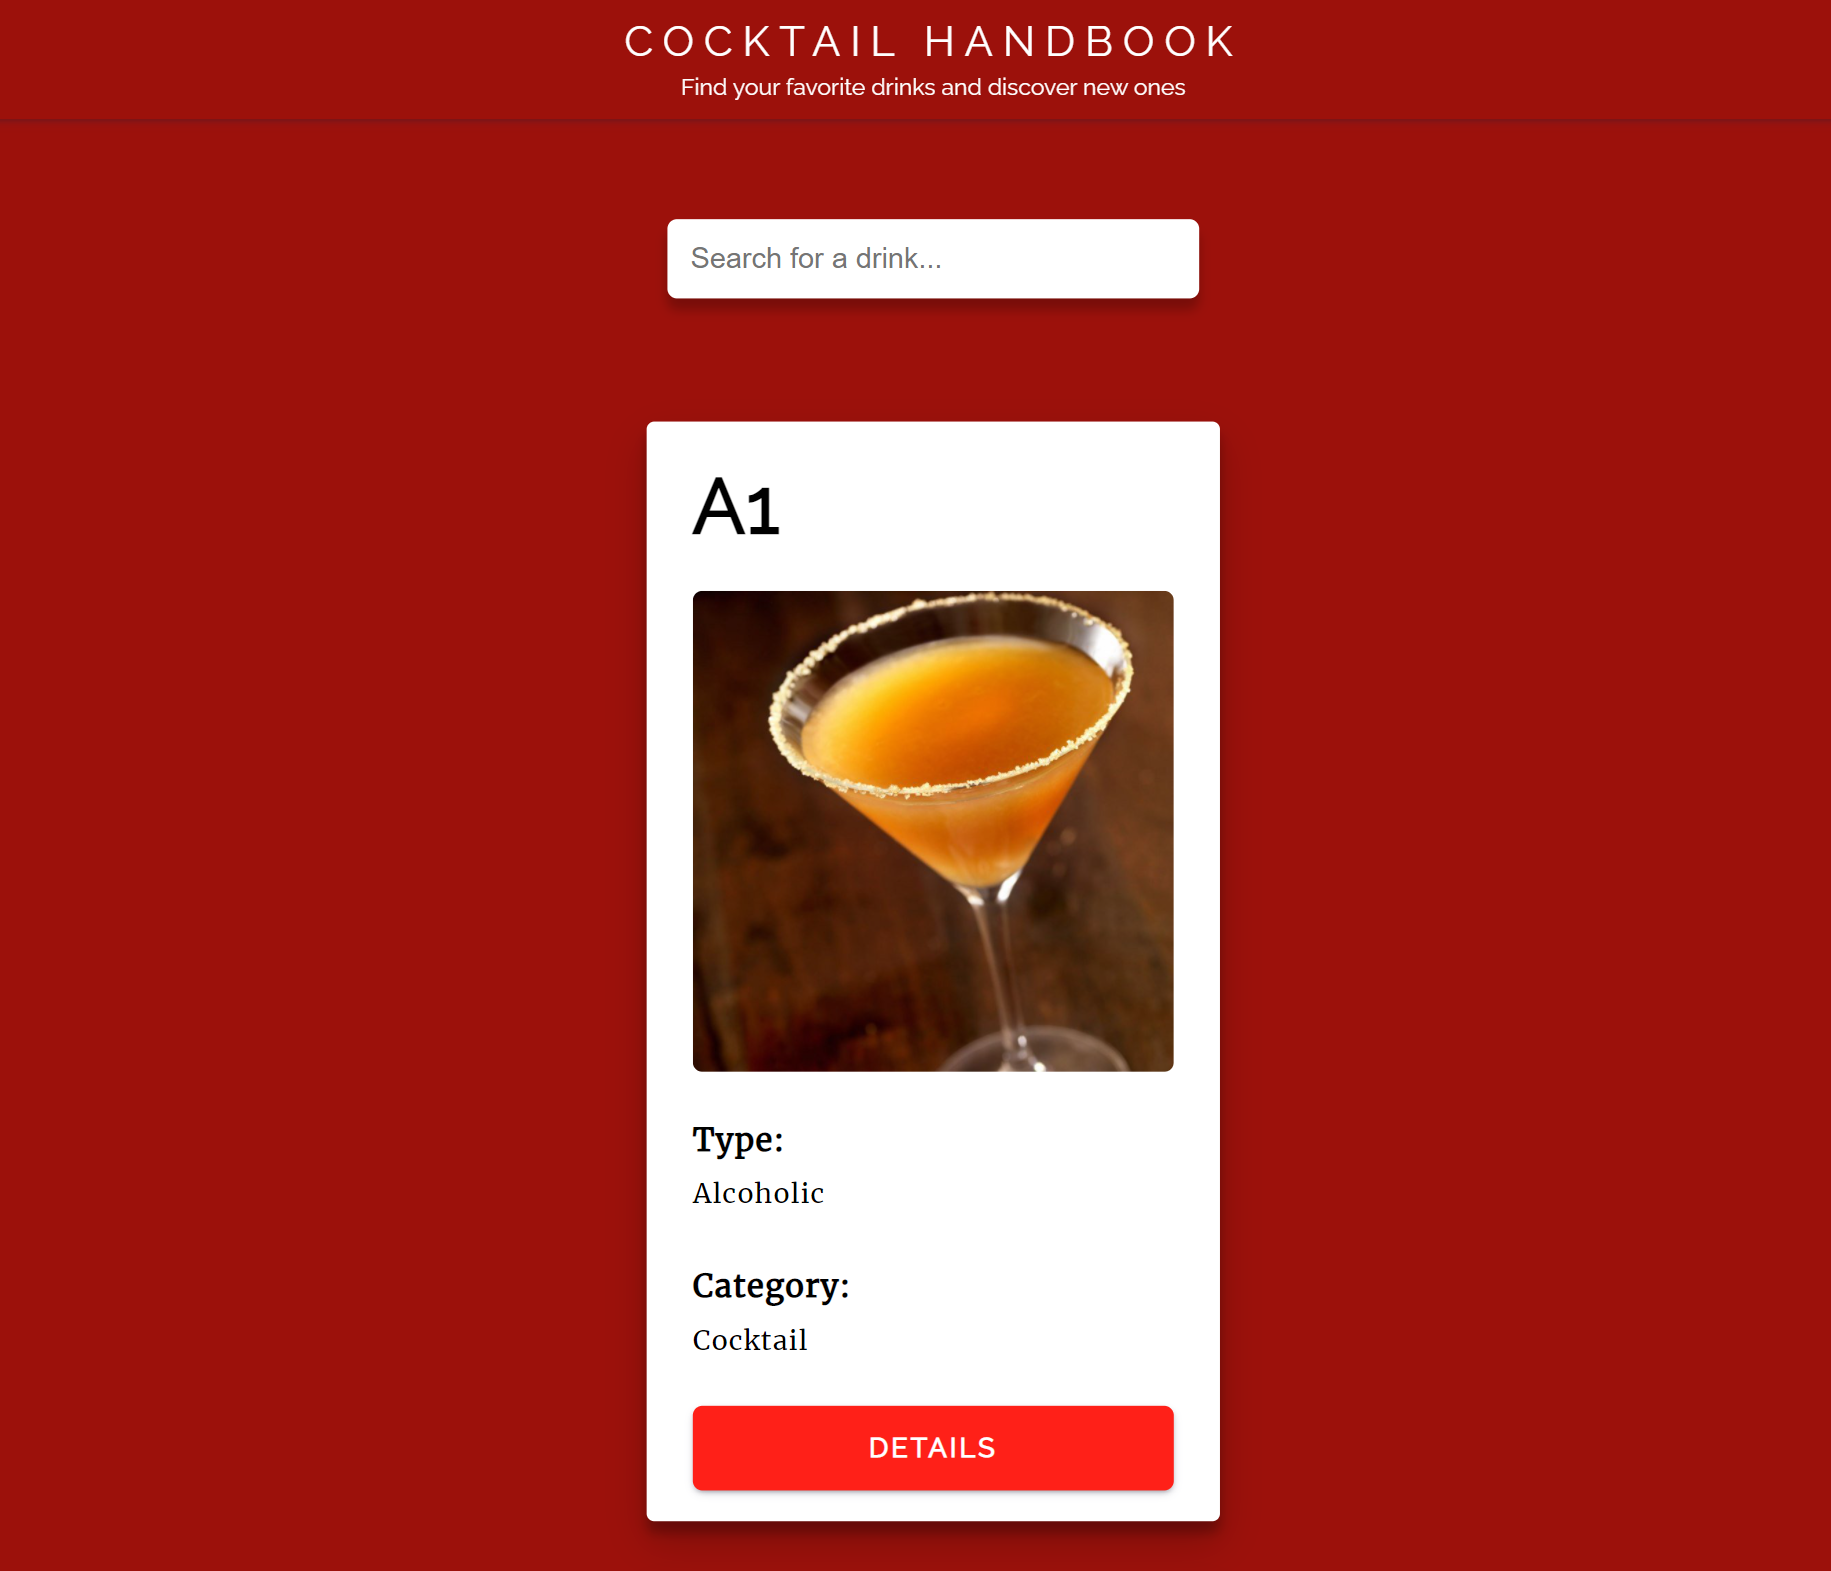 COCKTAIL HANDBOOK
Find your favorite drinks and discover new ones
Search for a drink...
A1
Type:
Alcoholic
Category:
Cocktail
DETAILS